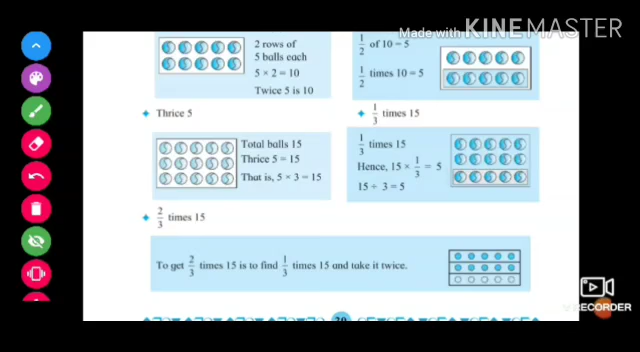 Made with KINEMASTER
2 rows of
5 balls each
5 × 2 = 10
Twice 5 is 10
1/2 of 10 = 5
1/2 times 10 = 5
Thrice 5
1/3 times 15
Total balls 15
Thrice 5 = 15
That is, 5 × 3 = 15
1/3 times 15
Hence, 15 × 1/3 = 5
15 ÷ 3 = 5
2/3 times 15
To get 2/3 times 15 is to find 1/3 times 15 and take it twice.
RECORDER